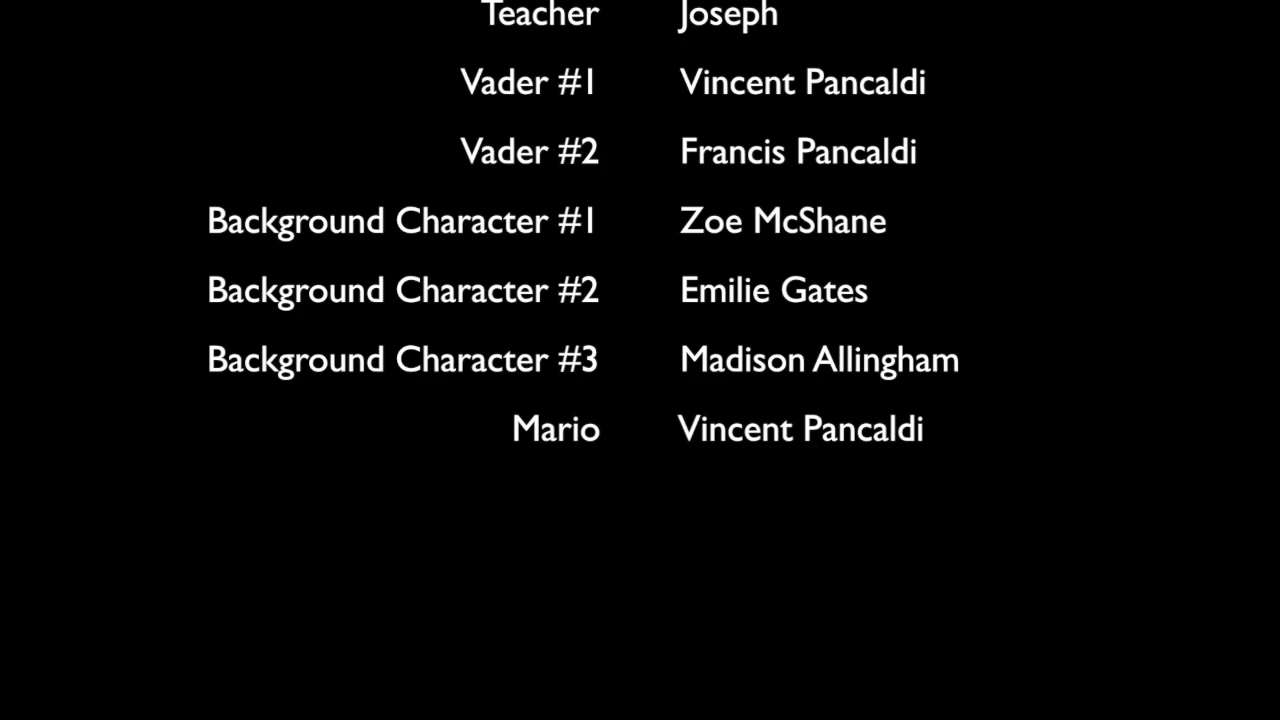 Teacher Joseph
Vader #1 Vincent Pancaldi
Vader #2 Francis Pancaldi
Background Character #1 Zoe McShane
Background Character #2 Emilie Gates
Background Character #3 Madison Allingham
Mario Vincent Pancaldi